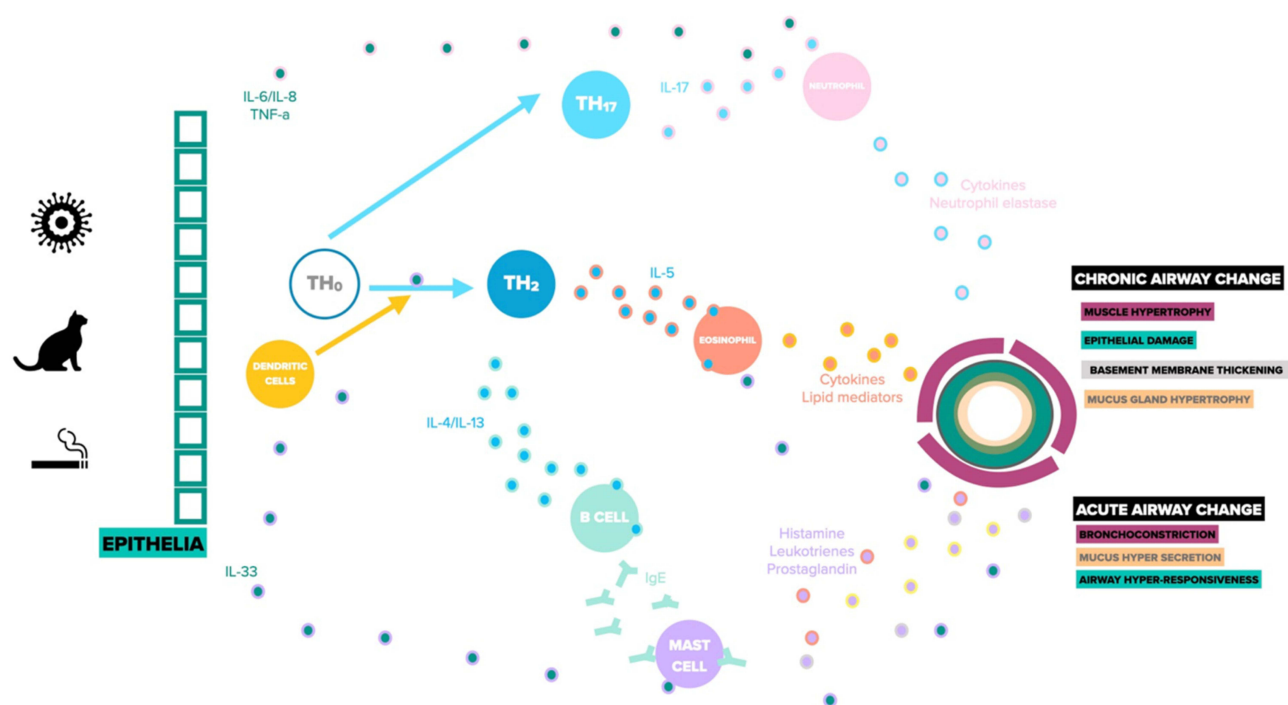 IL-6/IL-8
TNF-a
TH17
IL-17
NEUTROPHIL
Cytokines
Neutrophil elastase
TH0
TH2
IL-5
EOSINOPHIL
Cytokines
Lipid mediators
DENDRITIC
CELLS
IL-4/IL-13
B CELL
IgE
MAST
CELL
Histamine
Leukotrienes
Prostaglandin
EPITHELIA
IL-33
CHRONIC AIRWAY CHANGE
MUSCLE HYPERTROPHY
EPITHELIAL DAMAGE
BASEMENT MEMBRANE THICKENING
MUCUS GLAND HYPERTROPHY
ACUTE AIRWAY CHANGE
BRONCHOCONSTRICTION
MUCUS HYPER SECRETION
AIRWAY HYPER-RESPONSIVENESS